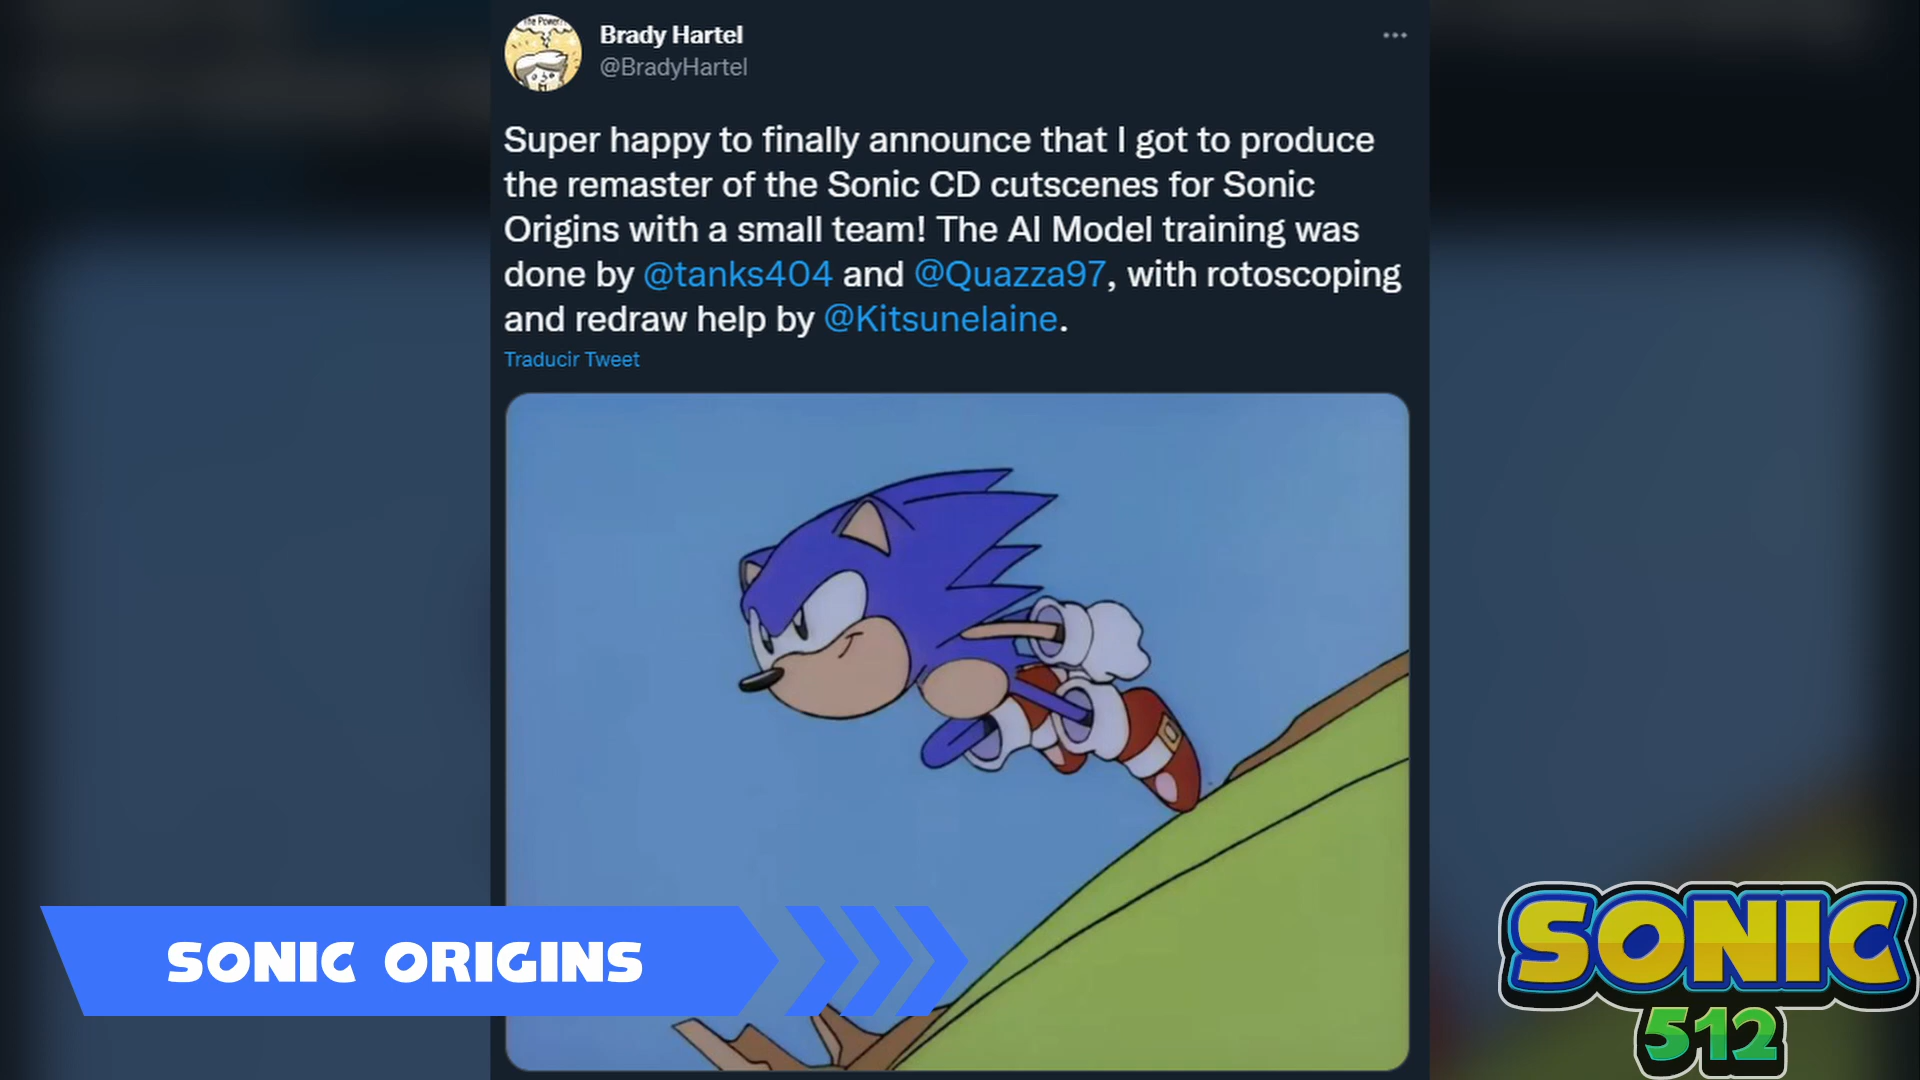 The Power!
Brady Hartel
@BradyHartel
Super happy to finally announce that I got to produce
the remaster of the Sonic CD cutscenes for Sonic
Origins with a small team! The AI Model training was
done by @tanks404 and @Quazza97, with rotoscoping
and redraw help by @Kitsunelaine.
Traducir Tweet
SONIC ORIGINS
SONIC
512